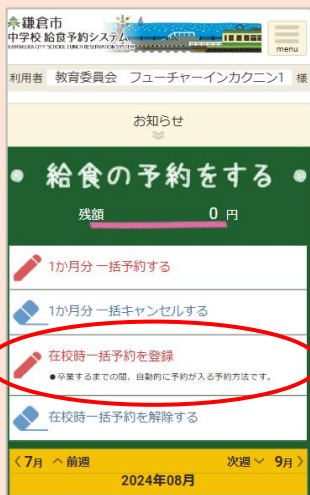 鎌倉市
中学校 給食予約システム
KAMAKURA CITY SCHOOL LUNCH RESERVATION SYSTEM
menu
利用者 教育委員会 フューチャーインカクニン1 様
お知らせ
給食の予約をする
残額 0 円
1か月分 一括予約する
1か月分 一括キャンセルする
在校時一括予約を登録
●卒業するまでの間、自動的に予約が入る予約方法です。
在校時一括予約を解除する
〈 7月 ヘ 前週 次週 ∨ 9月 〉
2024年08月